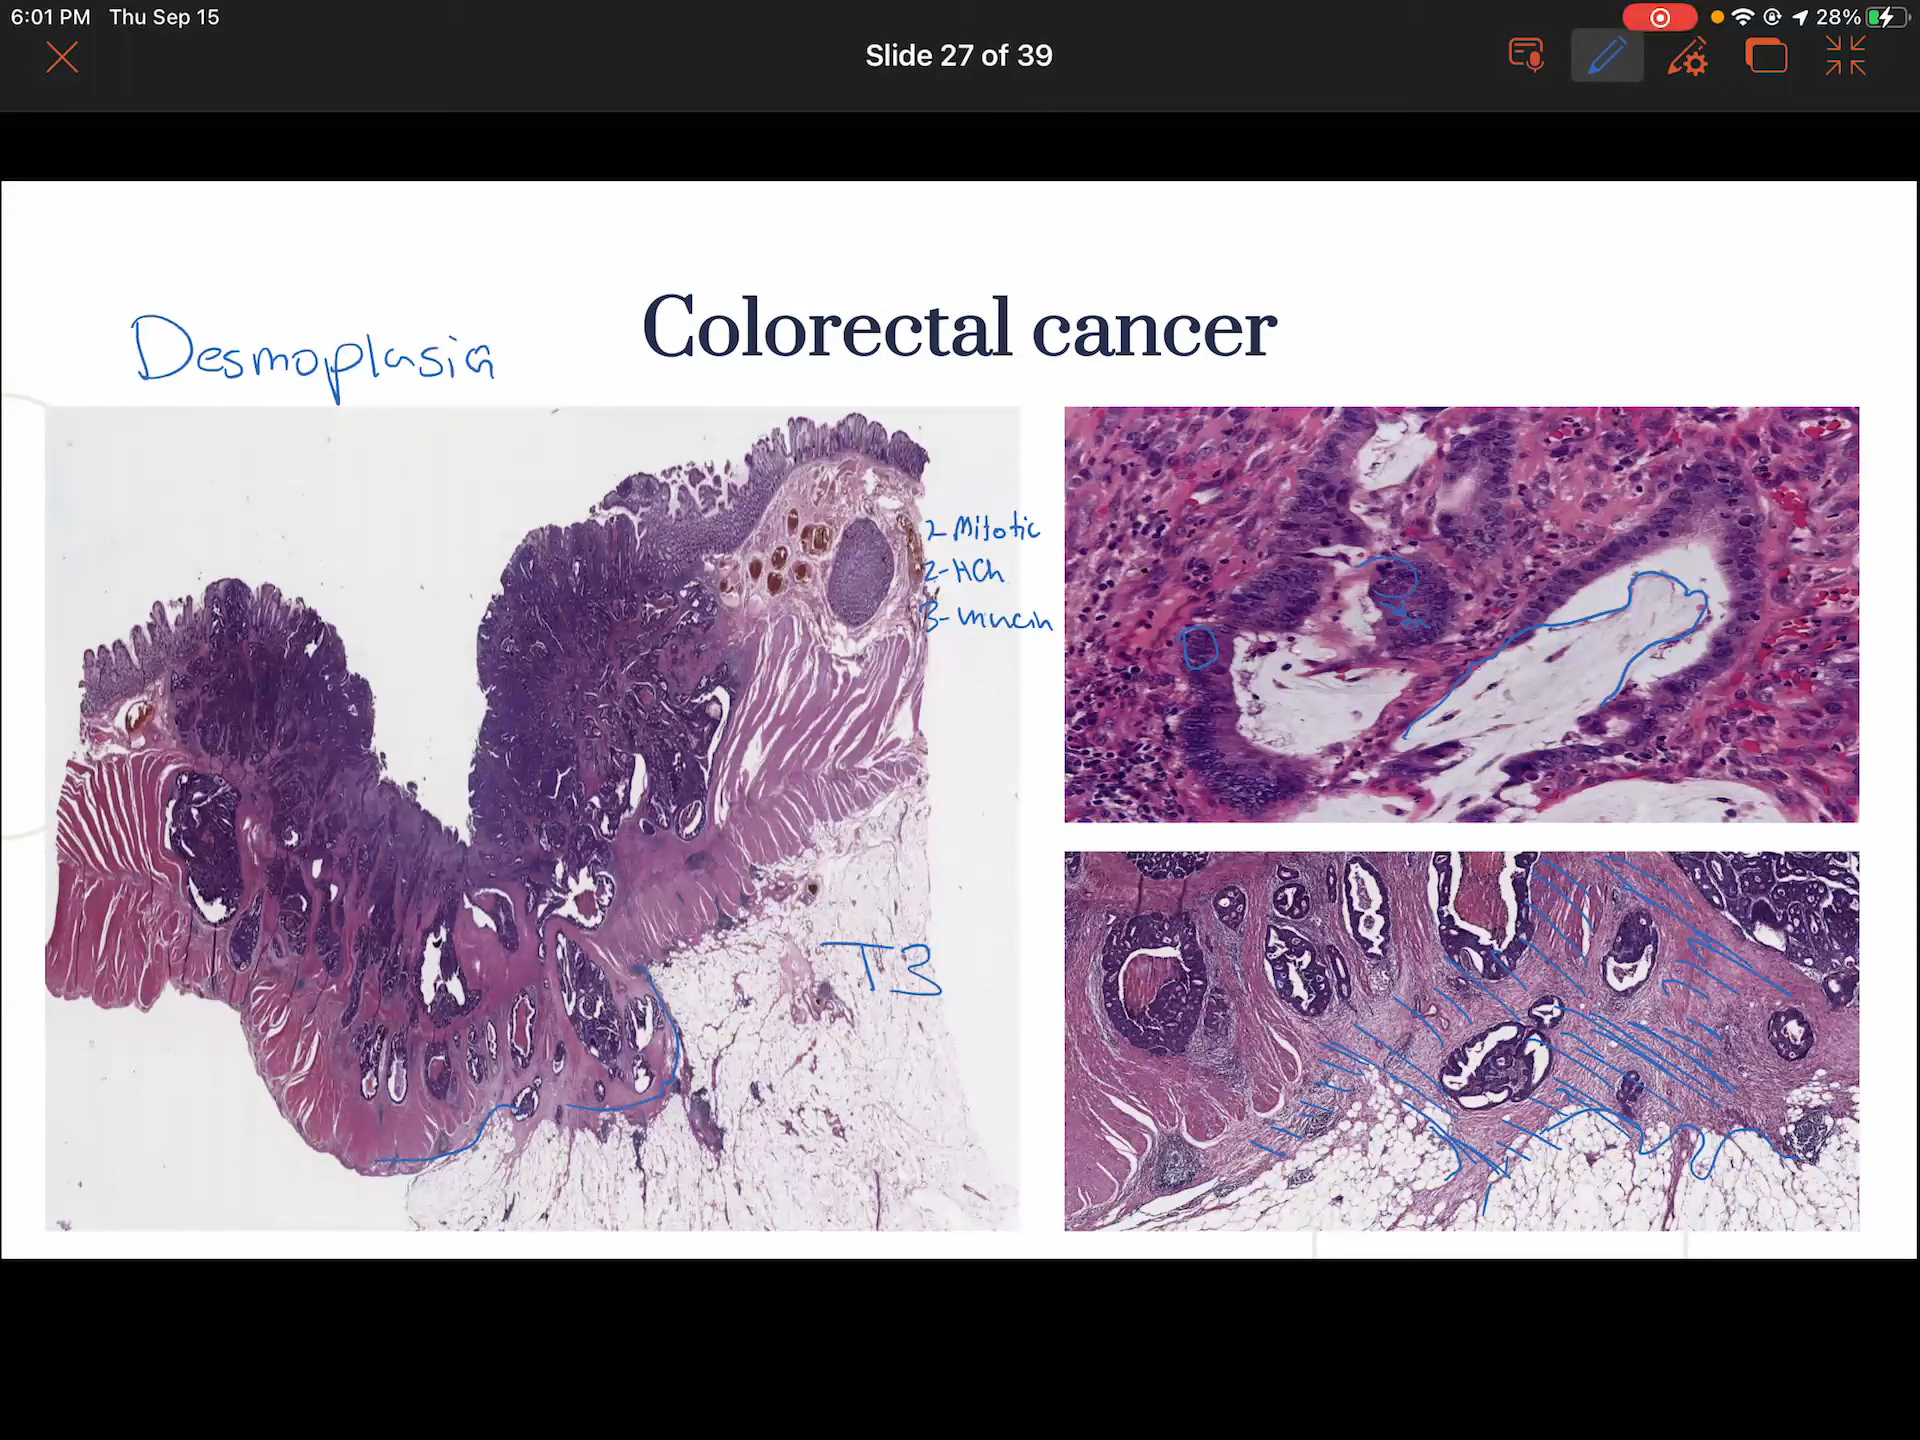 6:01 PM Thu Sep 15
28%
Slide 27 of 39
Colorectal cancer
Desmoplasia
2-Mitotic
2-HCh
3-mucin
T3